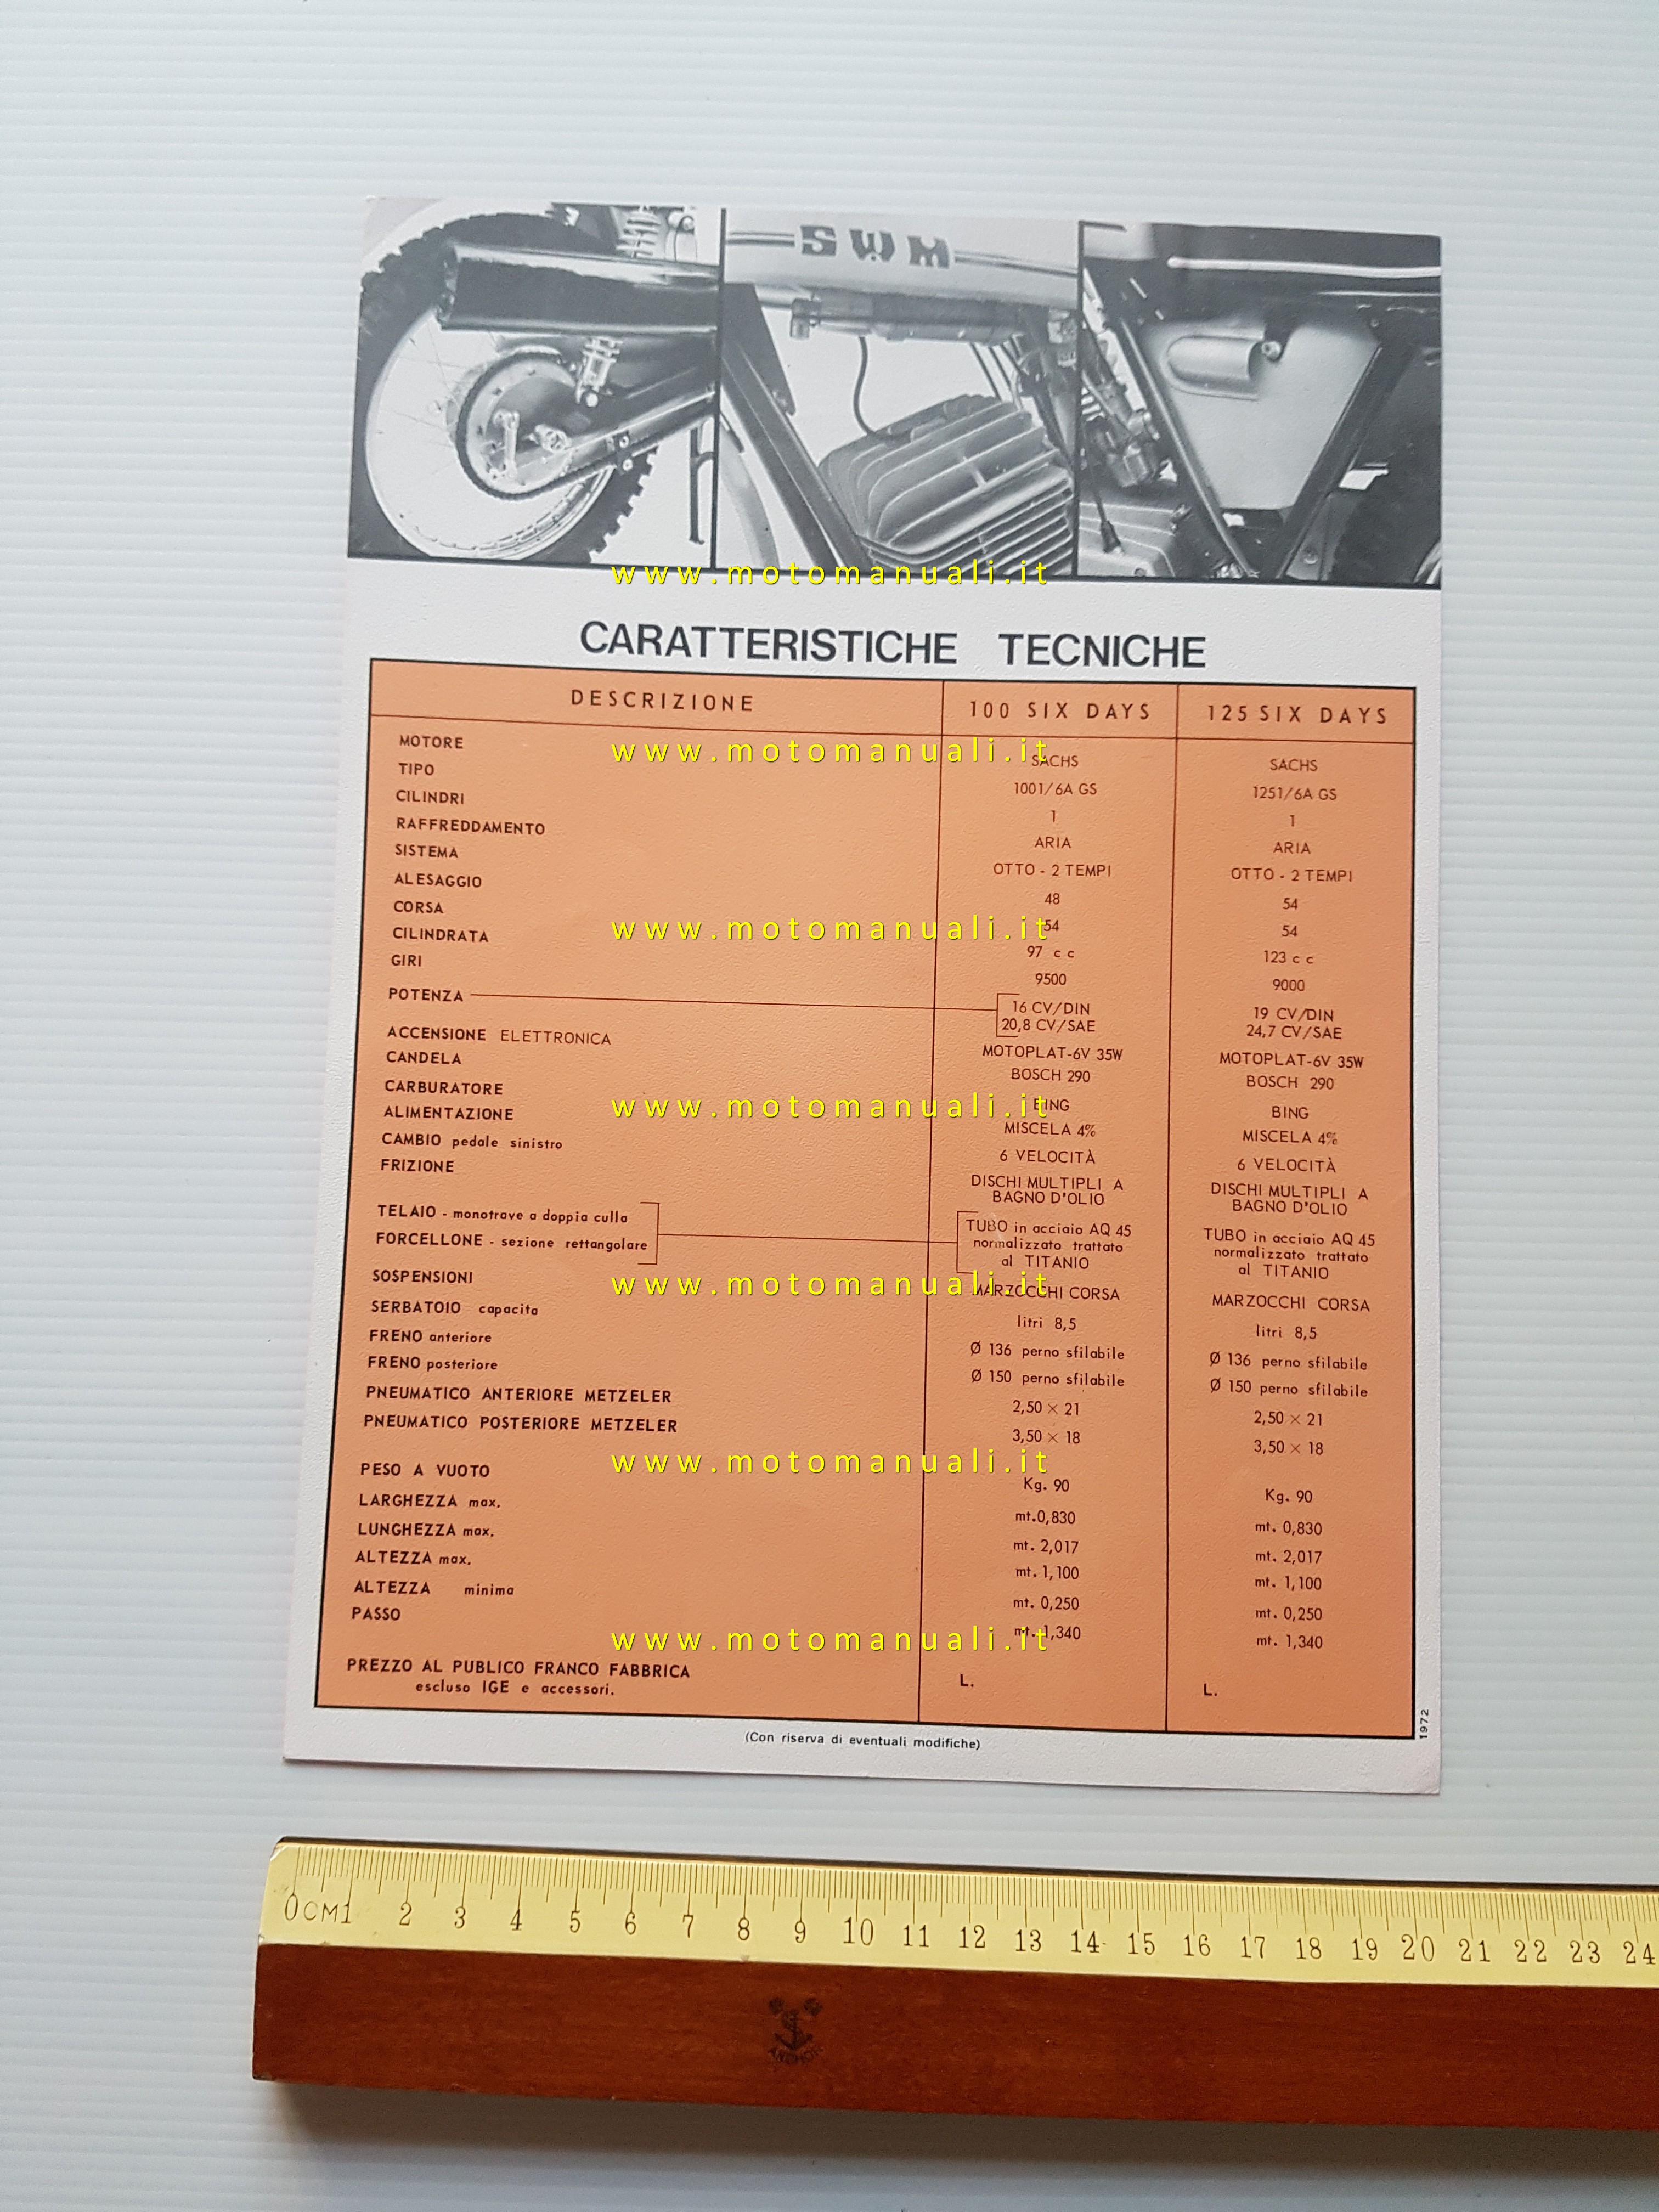 SWM
www.motomanuali.it
CARATTERISTICHE TECNICHE
DESCRIZIONE 100 SIX DAYS 125 SIX DAYS
www.motomanuali.it
MOTORE SACHS SACHS
TIPO 1001/6A GS 1251/6A GS
CILINDRI 1 1
RAFFREDDAMENTO ARIA ARIA
SISTEMA OTTO - 2 TEMPI OTTO - 2 TEMPI
ALESAGGIO 48 54
www.motomanuali.it
CORSA 54 54
CILINDRATA 97 cc 123 cc
GIRI 9500 9000
POTENZA 16 CV/DIN 19 CV/DIN
20,8 CV/SAE 24,7 CV/SAE
ACCENSIONE ELETTRONICA MOTOPLAT-6V 35W MOTOPLAT-6V 35W
CANDELA BOSCH 290 BOSCH 290
www.motomanuali.it
CARBURATORE BING BING
ALIMENTAZIONE MISCELA 4% MISCELA 4%
CAMBIO pedale sinistro 6 VELOCITÀ 6 VELOCITÀ
FRIZIONE DISCHI MULTIPLI A DISCHI MULTIPLI A
BAGNO D'OLIO BAGNO D'OLIO
TELAIO - monotrave a doppia culla TUBO in acciaio AQ 45 TUBO in acciaio AQ 45
FORCELLONE - sezione rettangolare normalizzato trattato normalizzato trattato
al TITANIO al TITANIO
www.motomanuali.it
SOSPENSIONI MARZOCCHI CORSA MARZOCCHI CORSA
SERBATOIO capacita litri 8,5 litri 8,5
FRENO anteriore Ø 136 perno sfilabile Ø 136 perno sfilabile
FRENO posteriore Ø 150 perno sfilabile Ø 150 perno sfilabile
PNEUMATICO ANTERIORE METZELER 2,50 × 21 2,50 × 21
PNEUMATICO POSTERIORE METZELER 3,50 × 18 3,50 × 18
www.motomanuali.it
PESO A VUOTO Kg. 90 Kg. 90
LARGHEZZA max. mt.0,830 mt. 0,830
LUNGHEZZA max. mt. 2,017 mt. 2,017
ALTEZZA max. mt. 1,100 mt. 1,100
ALTEZZA minima mt. 0,250 mt. 0,250
PASSO mt. 1,340 mt. 1,340
www.motomanuali.it
PREZZO AL PUBLICO FRANCO FABBRICA L. L.
escluso IGE e accessori.
1972
(Con riserva di eventuali modifiche)
0CM1 2 3 4 5 6 7 8 9 10 11 12 13 14 15 16 17 18 19 20 21 22 23 24